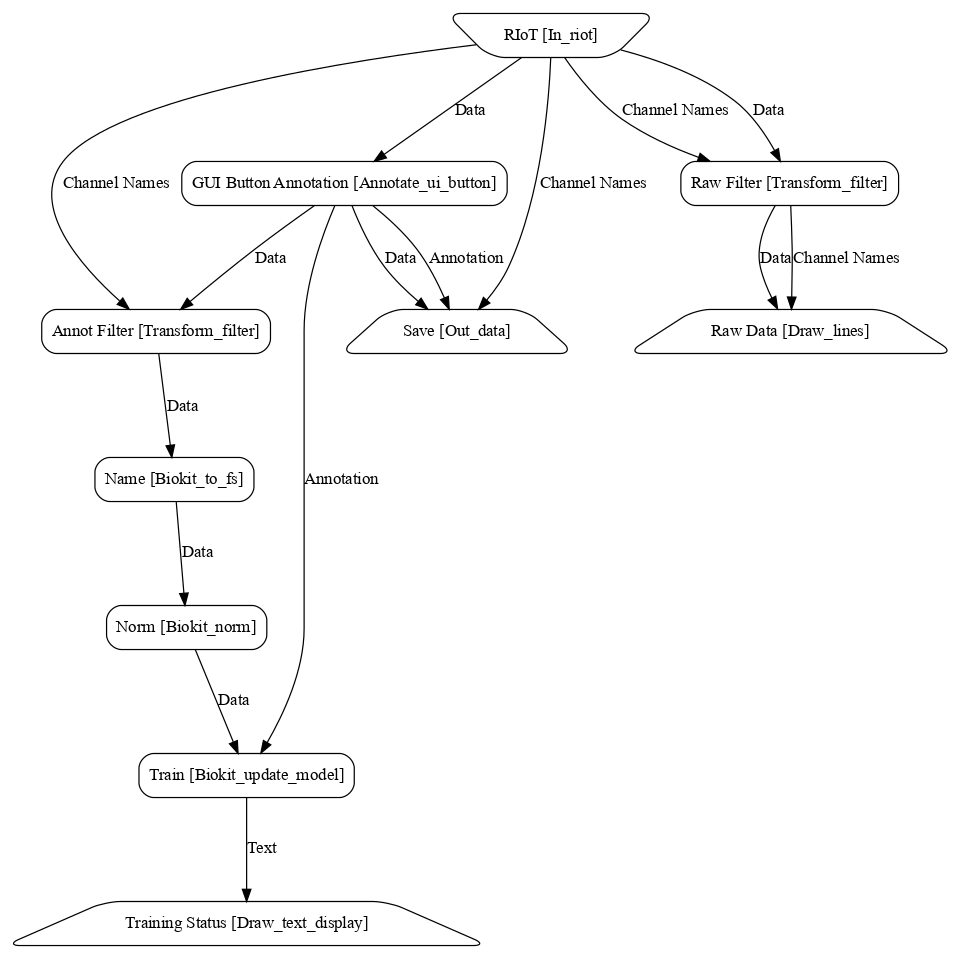 RIoT [In_riot]
Data
Channel Names
Data
Channel Names
Channel Names
GUI Button Annotation [Annotate_ui_button]
Raw Filter [Transform_filter]
Data
Data
Annotation
Data
Channel Names
Annot Filter [Transform_filter]
Save [Out_data]
Raw Data [Draw_lines]
Data
Name [Biokit_to_fs]
Annotation
Data
Norm [Biokit_norm]
Data
Train [Biokit_update_model]
Text
Training Status [Draw_text_display]